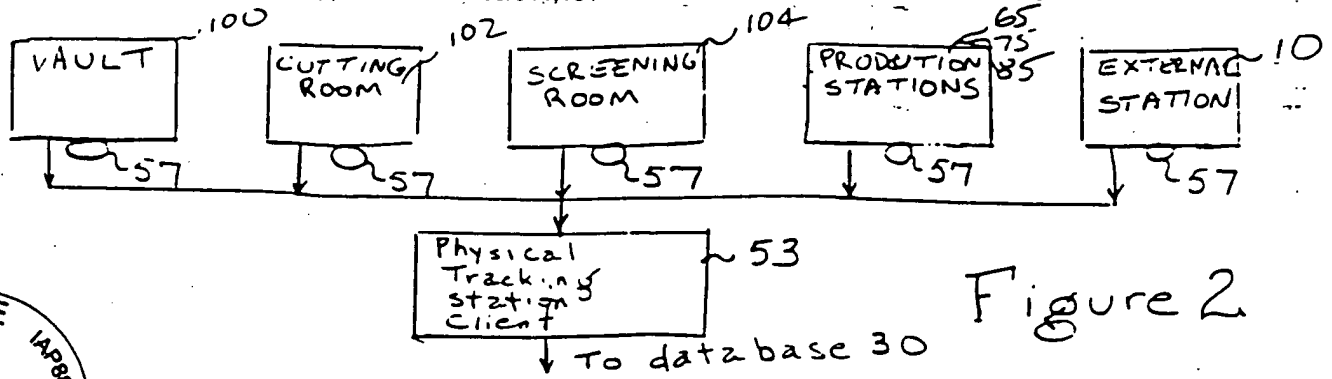 VAULT
100
CUTTING
ROOM
102
SCREENING
ROOM
104
PRODUTION
STATIONS
65
75
85
EXTERNAL
STATION
10
57
57
57
57
57
Physical
Tracking
station
Client
53
Figure 2
To database 30
IAP8